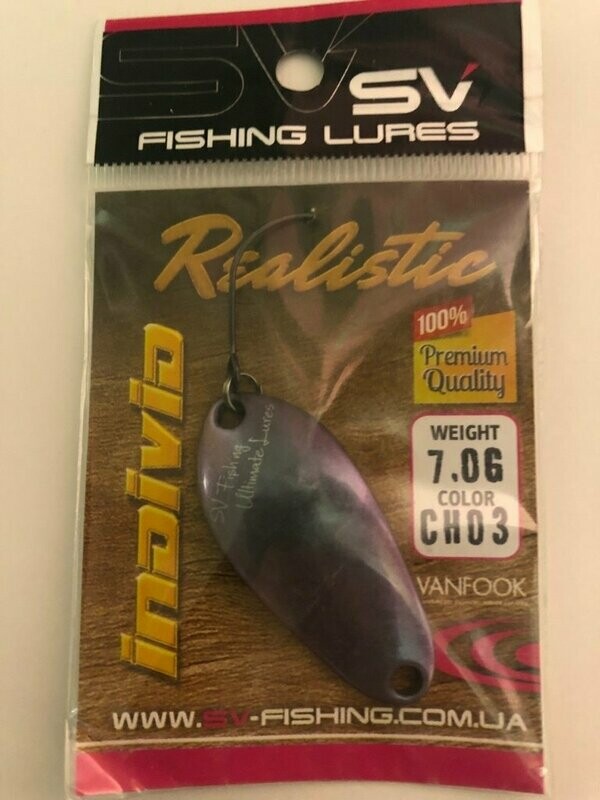 SV
FISHING LURES
Realistic
100%
Premium
Quality
INDIVID
WEIGHT
7.0G
COLOR
CH03
SV-Fishing
Ultimate Lures
VANFOOK
WWW.SV-FISHING.COM.UA